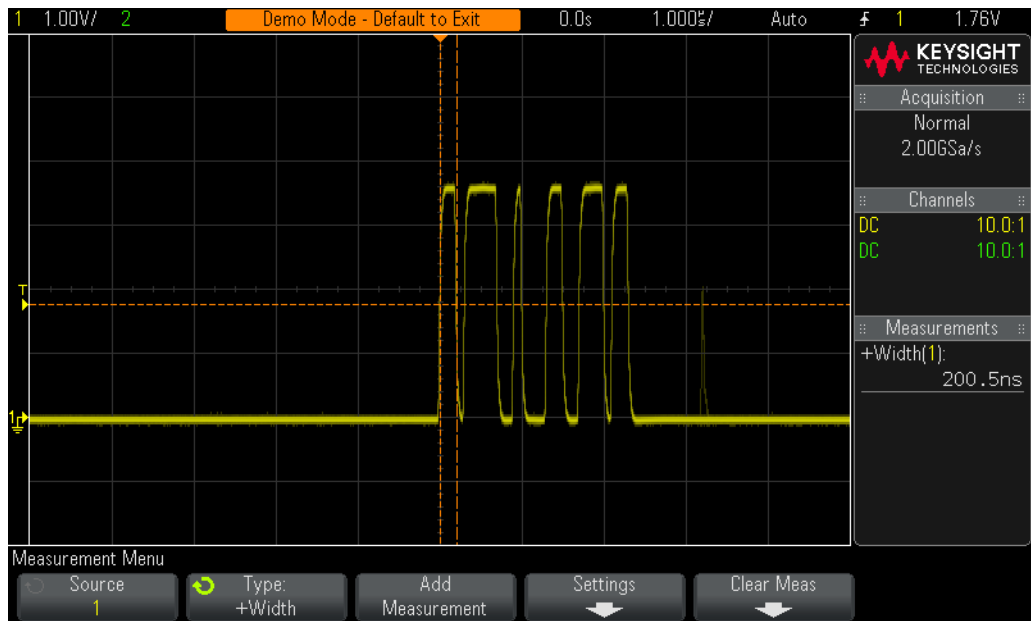 1 1.00V/ 2 Demo Mode - Default to Exit 0.0s 1.000µs/ Auto 1 1.76V
KEYSIGHT
TECHNOLOGIES
Acquisition
Normal
2.00GSa/s
Channels
DC 10.0:1
DC 10.0:1
Measurements
+Width(1):
200.5ns
T
1
Measurement Menu
Source
1
Type:
+Width
Add
Measurement
Settings
Clear Meas